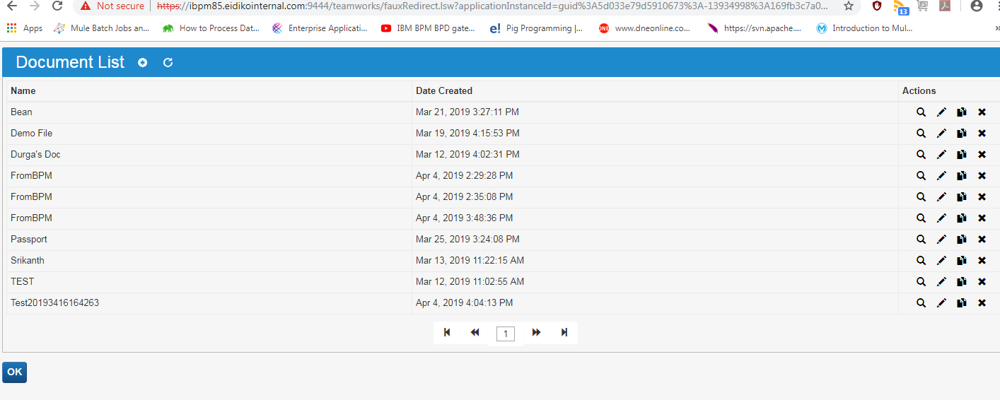 Not secure https://ibpm85.eidikointernal.com:9444/teamworks/fauxRedirect.lsw?applicationInstanceId=guid%3A5d033e79d5910673%3A-13934998%3A169fb3c7a0... 13
Apps Mule Batch Jobs an... How to Process Dat... Enterprise Applicati... IBM BPM BPD gate... e! Pig Programming |... DNE www.dneonline.co... https://svn.apache.... Introduction to Mul... »
Document List
Name Date Created Actions
Bean Mar 21, 2019 3:27:11 PM
Demo File Mar 19, 2019 4:15:53 PM
Durga's Doc Mar 12, 2019 4:02:31 PM
FromBPM Apr 4, 2019 2:29:28 PM
FromBPM Apr 4, 2019 2:35:08 PM
FromBPM Apr 4, 2019 3:48:36 PM
Passport Mar 25, 2019 3:24:08 PM
Srikanth Mar 13, 2019 11:22:15 AM
TEST Mar 12, 2019 11:02:55 AM
Test20193416164263 Apr 4, 2019 4:04:13 PM
1
OK